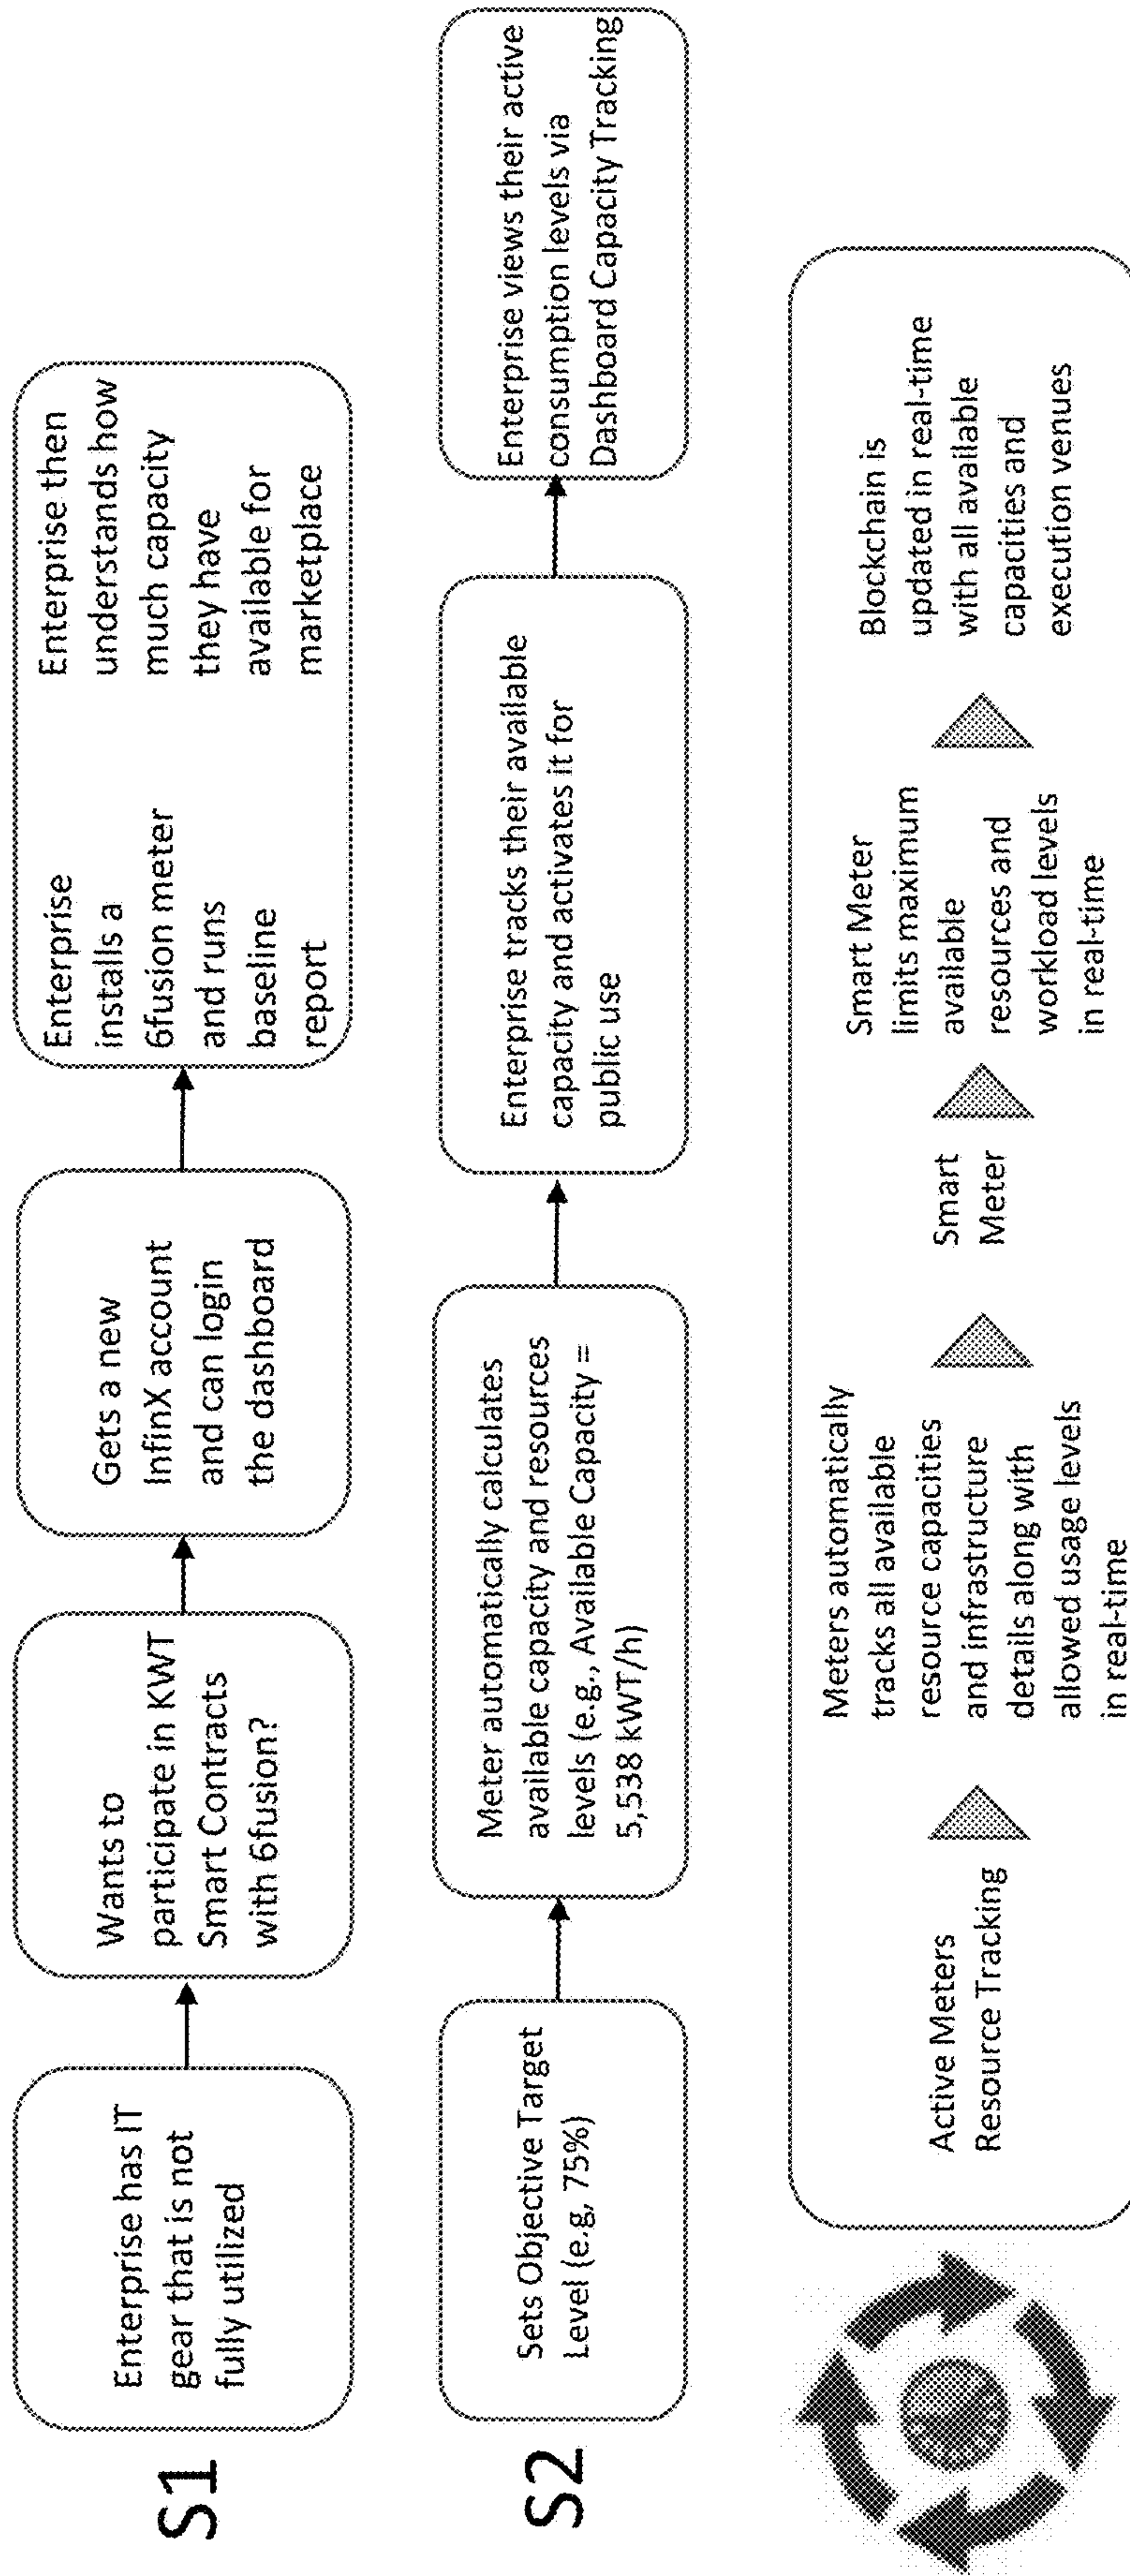 S1
Enterprise has IT
gear that is not
fully utilized
Wants to
participate in KWT
Smart Contracts
with 6fusion?
Gets a new
InfinX account
and can login
the dashboard
Enterprise
installs a
6fusion meter
and runs
baseline
report
Enterprise then
understands how
much capacity
they have
available for
marketplace
S2
Sets Objective Target
Level (e.g, 75%)
Meter automatically calculates
available capacity and resources
levels (e.g., Available Capacity =
5,538 kWT/h)
Enterprise tracks their available
capacity and activates it for
public use
Enterprise views their active
consumption levels via
Dashboard Capacity Tracking
Active Meters
Resource Tracking
Meters automatically
tracks all available
resource capacities
and infrastructure
details along with
allowed usage levels
in real-time
Smart
Meter
Smart Meter
limits maximum
available
resources and
workload levels
in real-time
Blockchain is
updated in real-time
with all available
capacities and
execution venues